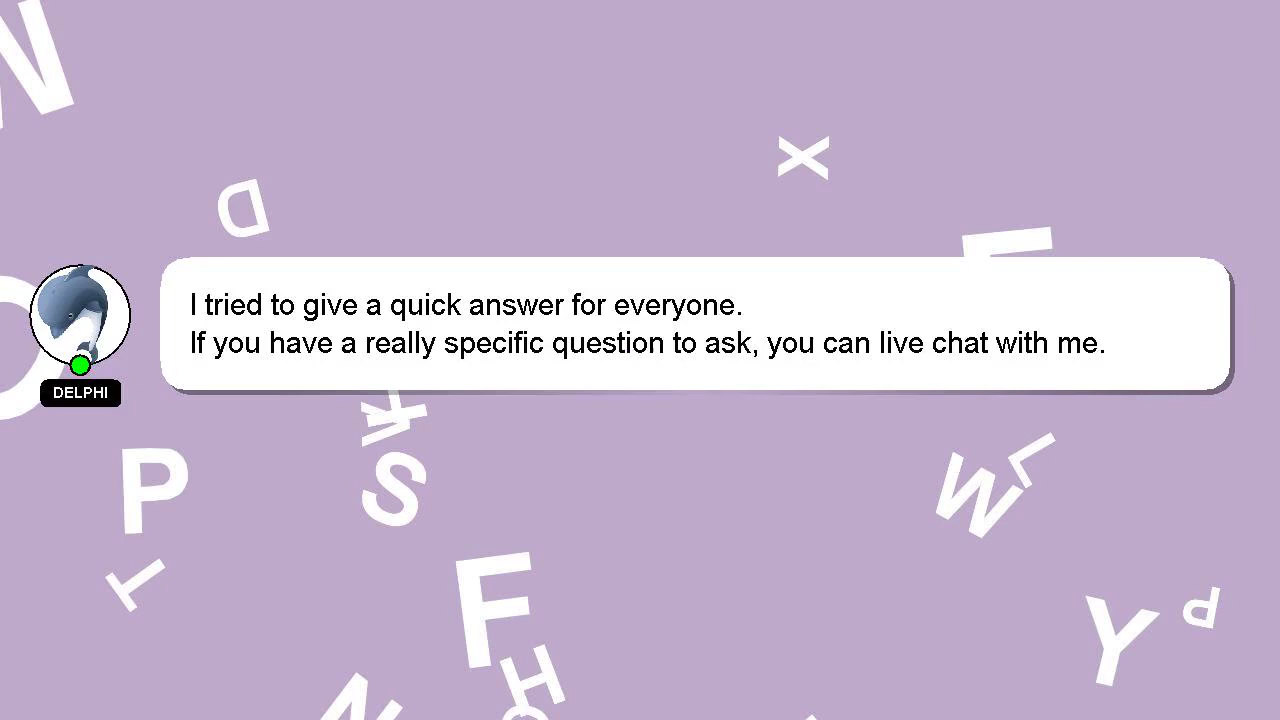 N
D
X
I tried to give a quick answer for everyone.
If you have a really specific question to ask, you can live chat with me.
DELPHI
P
S
W
L
T
F
H
Y
P
N